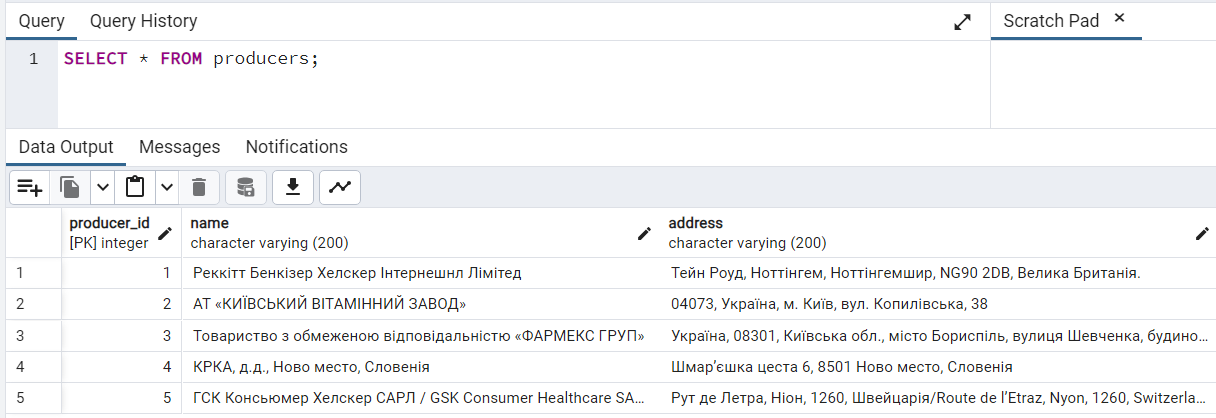 Query Query History Scratch Pad ×
1 SELECT * FROM producers;
Data Output Messages Notifications
producer_id name address
[PK] integer character varying (200) character varying (200)
1 1 Реккітт Бенкізер Хелскер Інтернешнл Лімітед Тейн Роуд, Ноттінгем, Ноттінгемшир, NG90 2DB, Велика Британія.
2 2 АТ «КИЇВСЬКИЙ ВІТАМІННИЙ ЗАВОД» 04073, Україна, м. Київ, вул. Копилівська, 38
3 3 Товариство з обмеженою відповідальністю «ФАРМЕКС ГРУП» Україна, 08301, Київська обл., місто Бориспіль, вулиця Шевченка, будино...
4 4 КРКА, д.д., Ново место, Словенія Шмар’єшка цеста 6, 8501 Ново место, Словенія
5 5 ГСК Консьюмер Хелскер САРЛ / GSK Consumer Healthcare SA... Рут де Летра, Ніон, 1260, Швейцарія/Route de l’Etraz, Nyon, 1260, Switzerla...